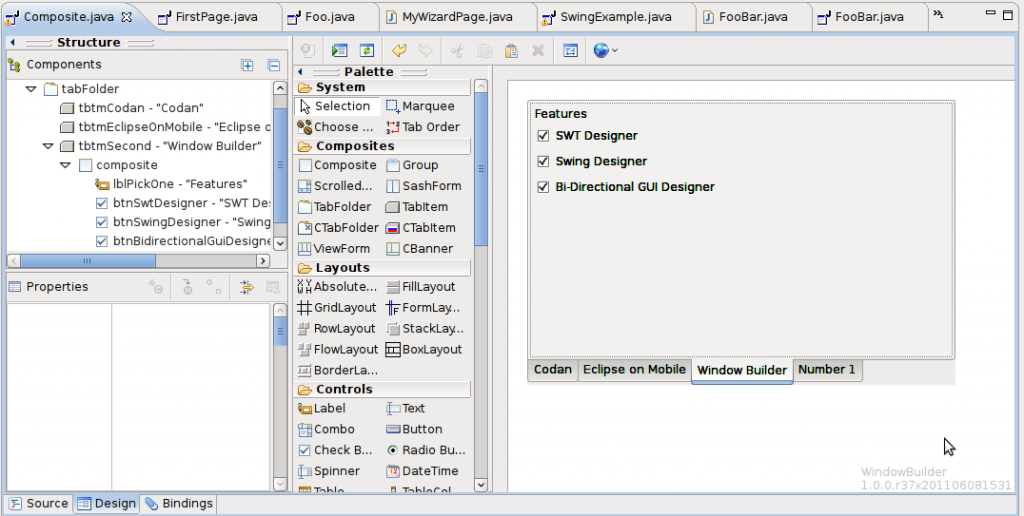 Composite.java
FirstPage.java
Foo.java
MyWizardPage.java
SwingExample.java
FooBar.java
FooBar.java
Structure
Components
tabFolder
tbtmCodan - "Codan"
tbtmEclipseOnMobile - "Eclipse o
tbtmSecond - "Window Builder"
composite
lblPickOne - "Features"
btnSwtDesigner - "SWT De
btnSwingDesigner - "Swing
btnBidirectionalGuiDesigne
Properties
Palette
System
Selection Marquee
Choose ... Tab Order
Composites
Composite Group
Scrolled... SashForm
TabFolder TabItem
CTabFolder CTabItem
ViewForm CBanner
Layouts
Absolute... FillLayout
GridLayout FormLay...
RowLayout StackLay...
FlowLayout BoxLayout
BorderLa...
Controls
Label Text
Combo Button
Check B... Radio Bu...
Spinner DateTime
Table TableCol
Features
SWT Designer
Swing Designer
Bi-Directional GUI Designer
Codan Eclipse on Mobile Window Builder Number 1
WindowBuilder
1.0.0.r37x201106081531
Source Design Bindings